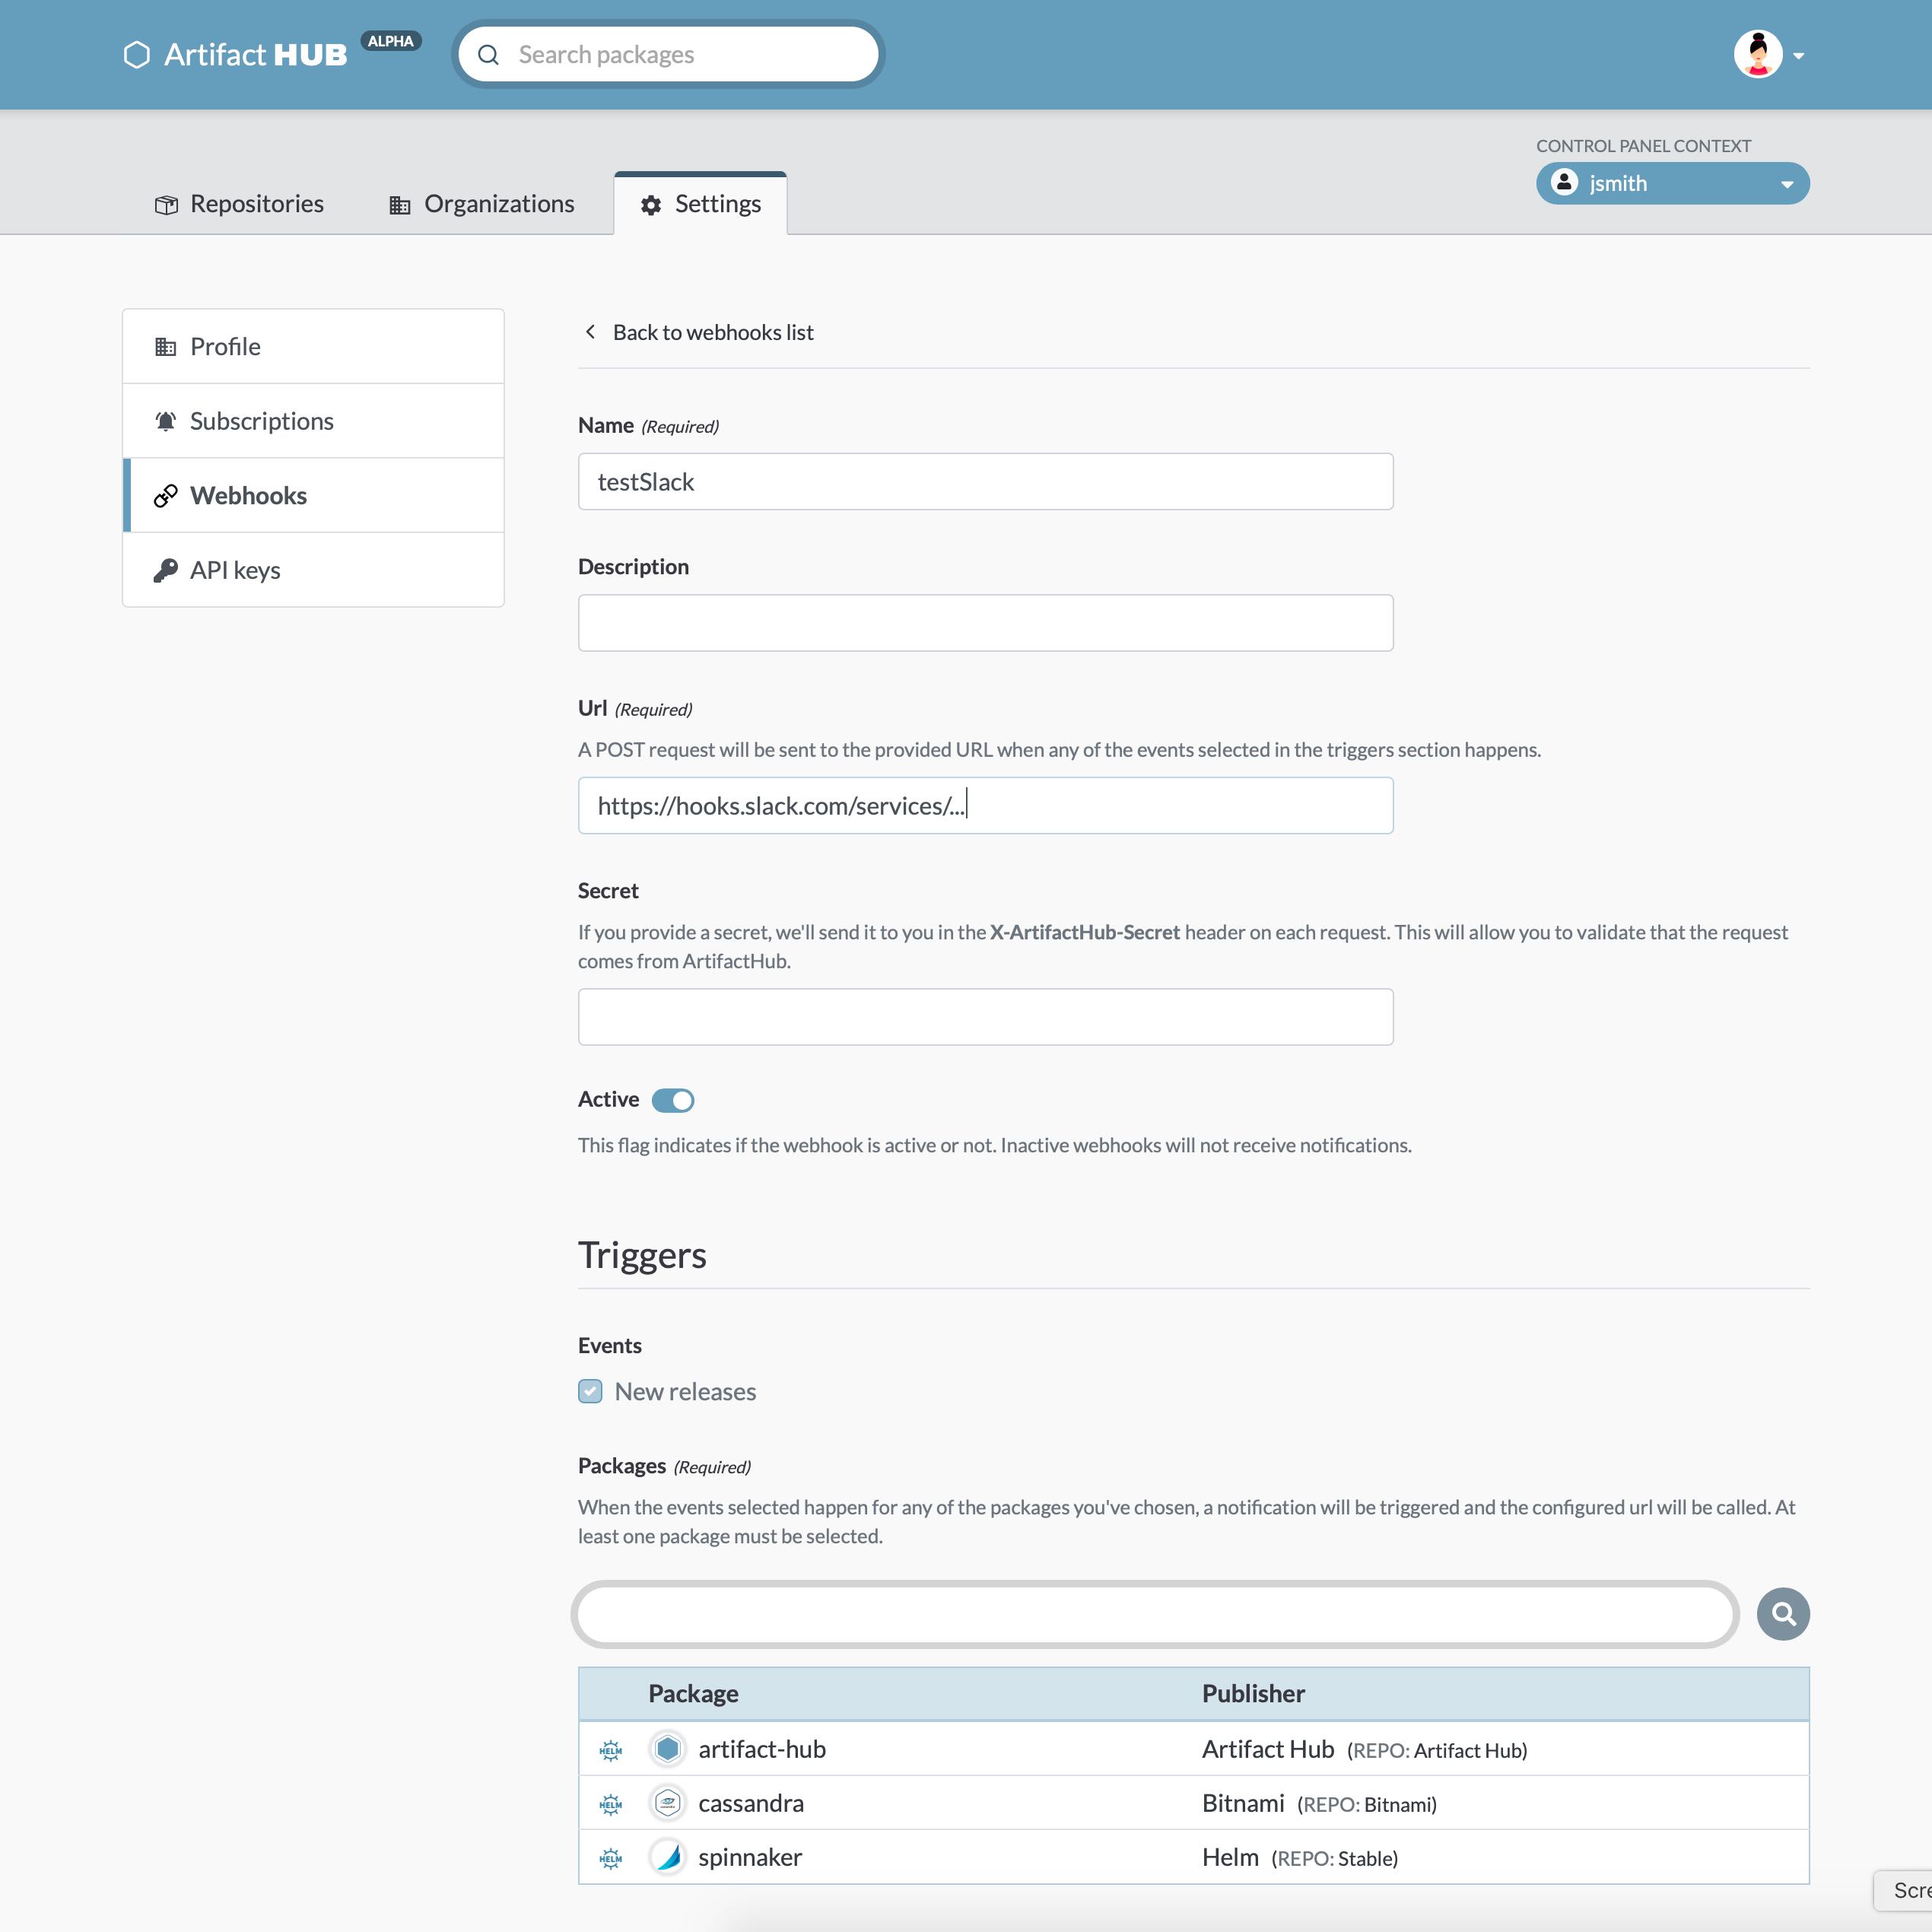 Artifact HUB ALPHA
Search packages
CONTROL PANEL CONTEXT
jsmith
Repositories
Organizations
Settings
Profile
Subscriptions
Webhooks
API keys
Back to webhooks list
Name (Required)
testSlack
Description
Url (Required)
A POST request will be sent to the provided URL when any of the events selected in the triggers section happens.
https://hooks.slack.com/services/...
Secret
If you provide a secret, we'll send it to you in the X-ArtifactHub-Secret header on each request. This will allow you to validate that the request
comes from ArtifactHub.
Active
This flag indicates if the webhook is active or not. Inactive webhooks will not receive notifications.
Triggers
Events
New releases
Packages (Required)
When the events selected happen for any of the packages you've chosen, a notification will be triggered and the configured url will be called. At
least one package must be selected.
Package Publisher
HELM artifact-hub Artifact Hub (REPO: Artifact Hub)
HELM cassandra Bitnami (REPO: Bitnami)
HELM spinnaker Helm (REPO: Stable)